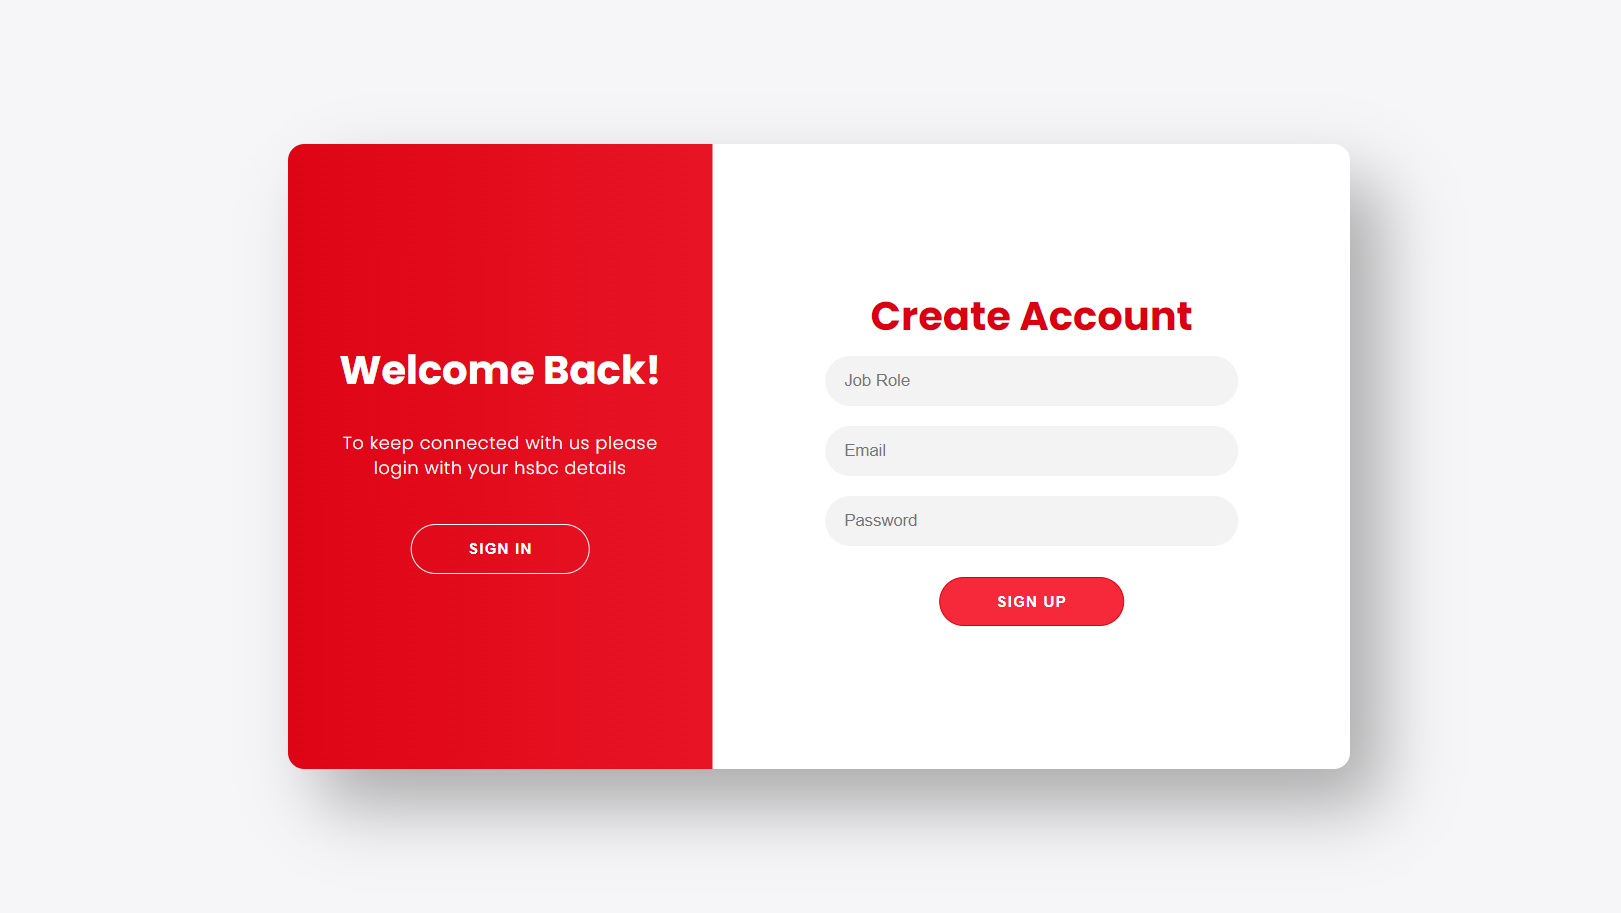 Welcome Back!
To keep connected with us please
login with your hsbc details
SIGN IN
Create Account
Job Role
Email
Password
SIGN UP